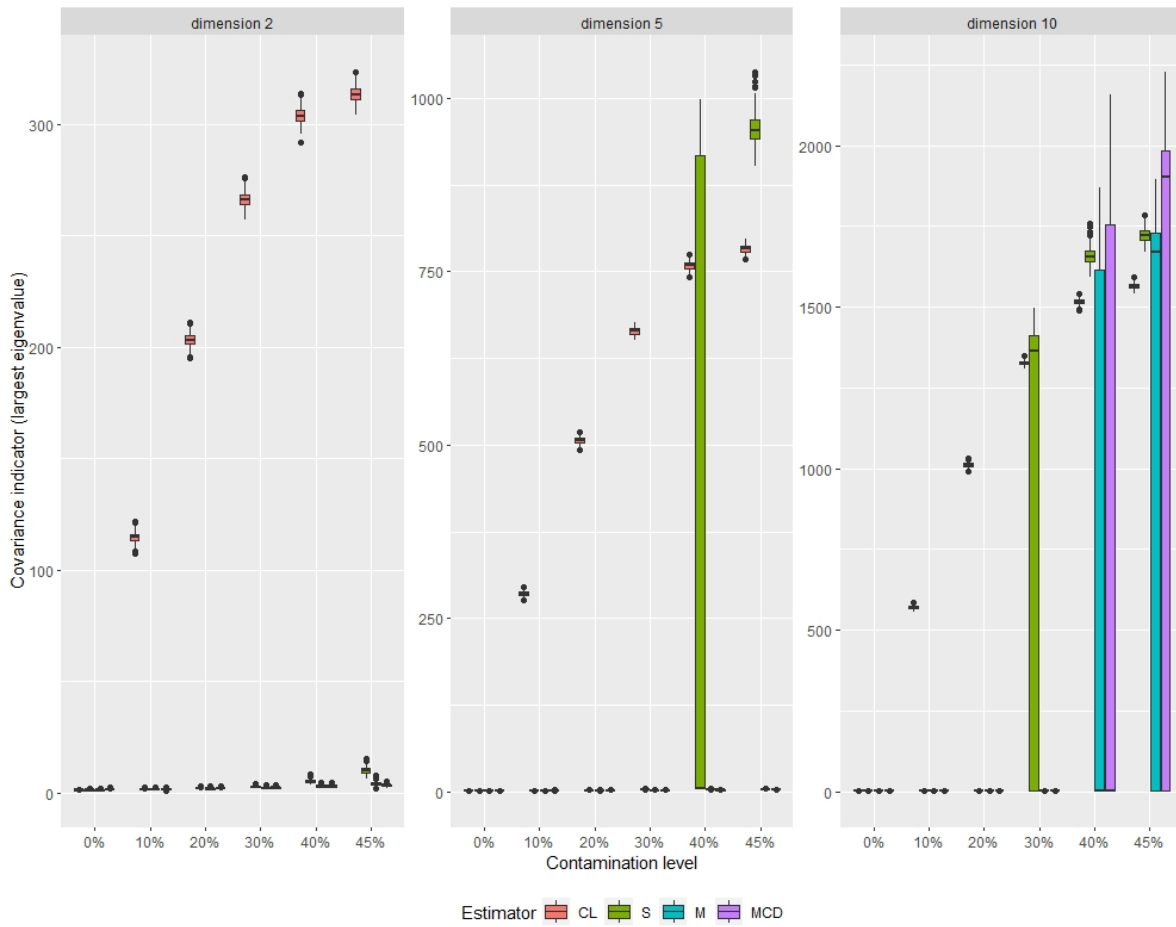 dimension 2
dimension 5
dimension 10
Covariance indicator (largest eigenvalue)
300
200
100
0
1000
750
500
250
0
2000
1500
1000
500
0
0% 10% 20% 30% 40% 45%
0% 10% 20% 30% 40% 45%
0% 10% 20% 30% 40% 45%
Contamination level
Estimator CL S M MCD